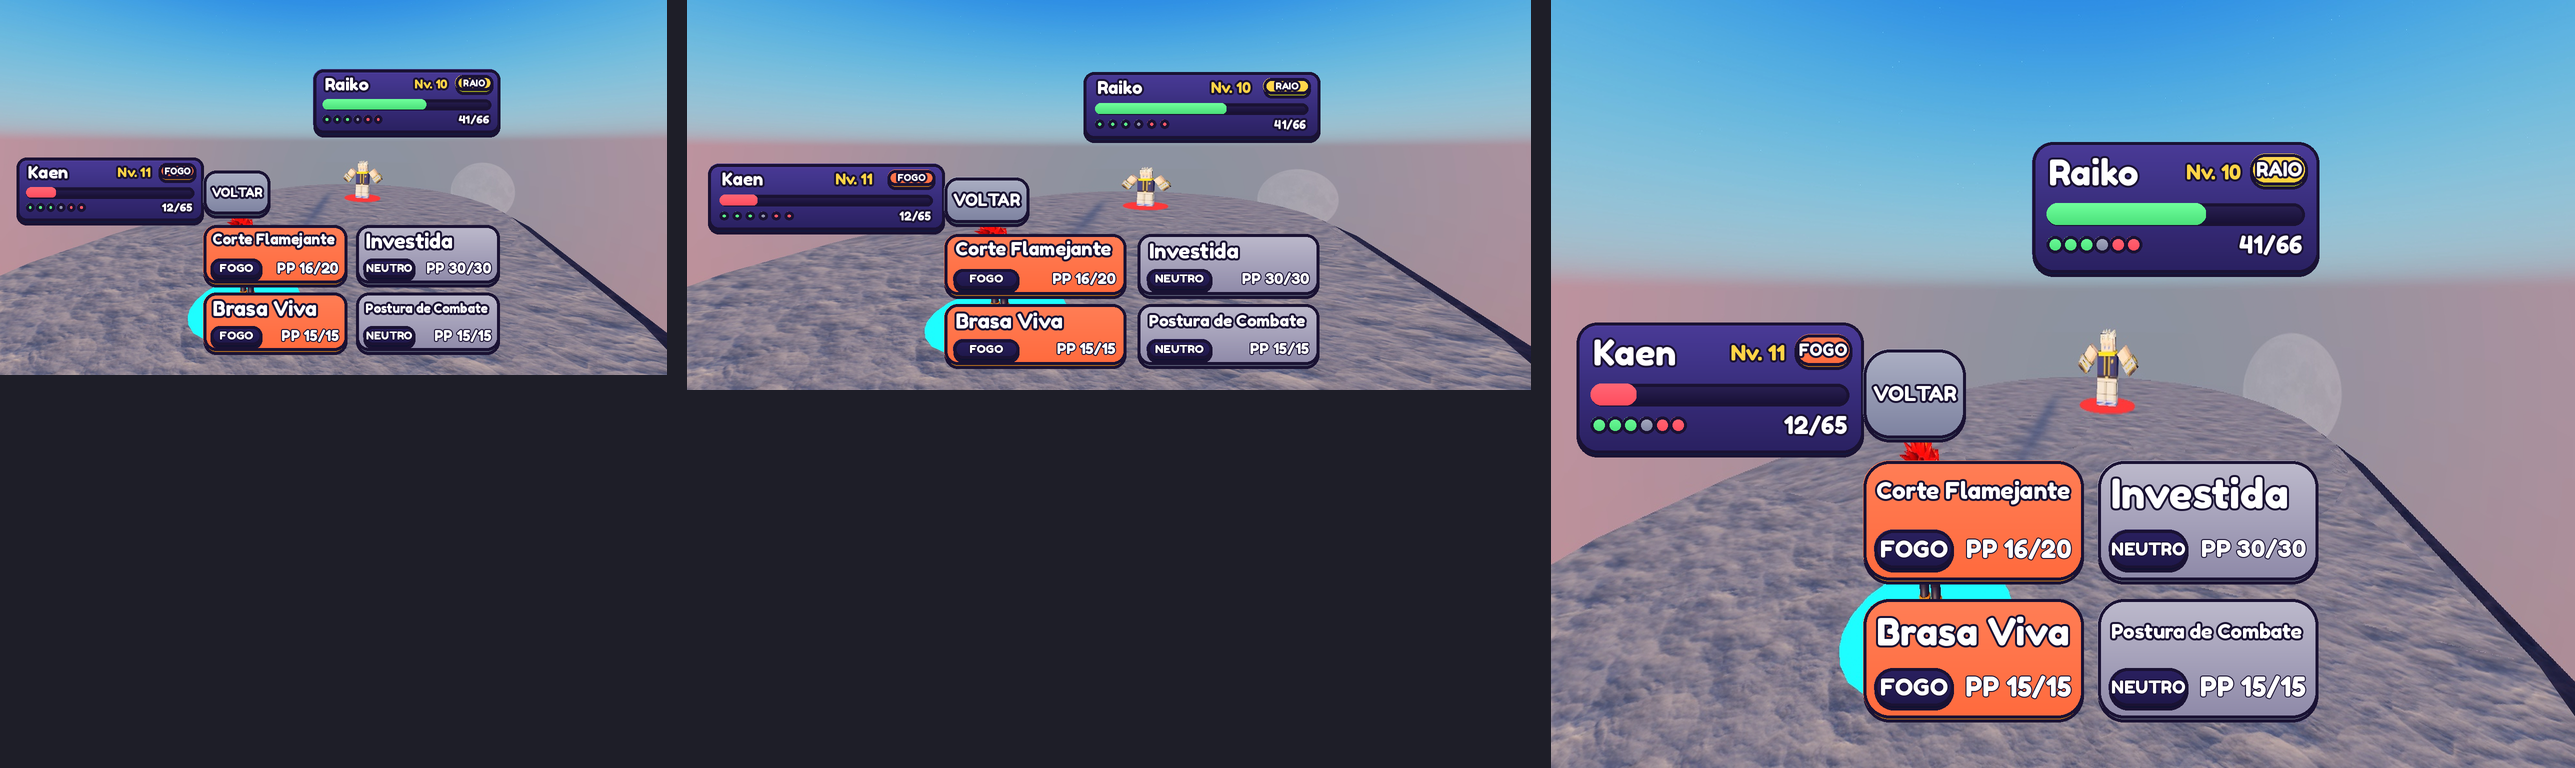 Raiko Nv. 10 RAIO
41/66
Kaen Nv. 11 FOGO
12/65
VOLTAR
Corte Flamejante
FOGO PP 16/20
Investida
NEUTRO PP 30/30
Brasa Viva
FOGO PP 15/15
Postura de Combate
NEUTRO PP 15/15
Raiko Nv. 10 RAIO
41/66
Kaen Nv. 11 FOGO
12/65
VOLTAR
Corte Flamejante
FOGO PP 16/20
Investida
NEUTRO PP 30/30
Brasa Viva
FOGO PP 15/15
Postura de Combate
NEUTRO PP 15/15
Raiko Nv. 10 RAIO
41/66
Kaen Nv. 11 FOGO
12/65
VOLTAR
Corte Flamejante
FOGO PP 16/20
Investida
NEUTRO PP 30/30
Brasa Viva
FOGO PP 15/15
Postura de Combate
NEUTRO PP 15/15